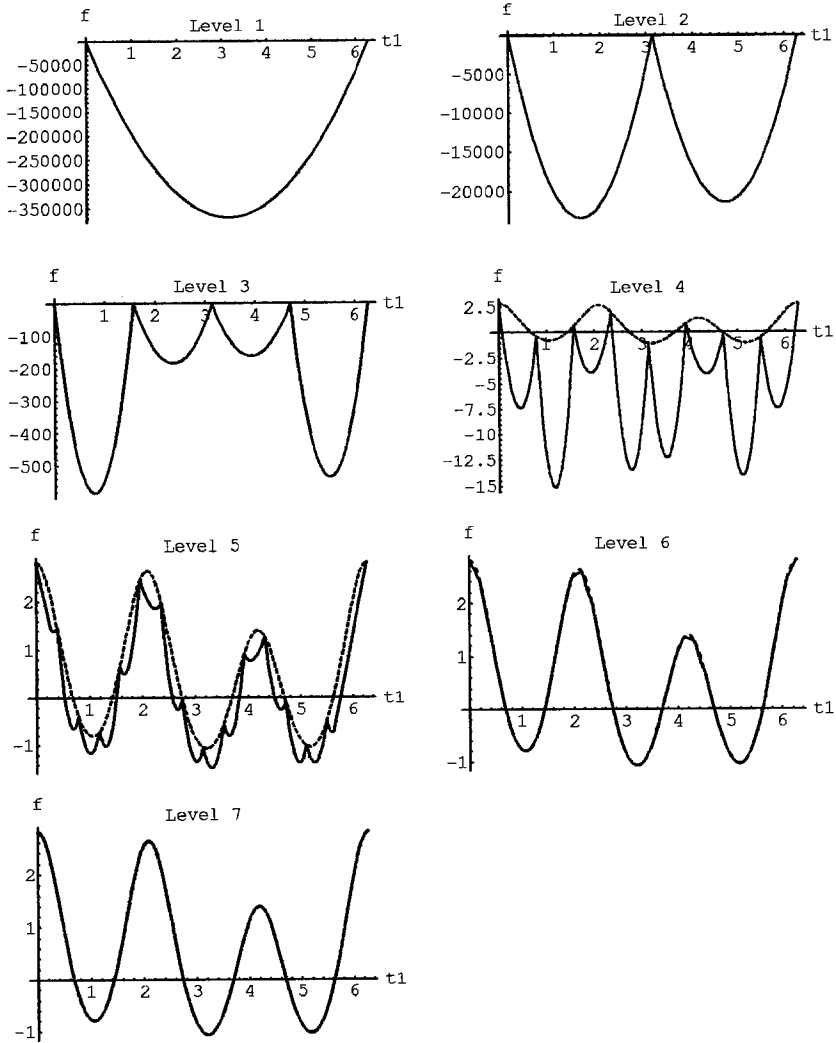 f
Level 1
t1
1 2 3 4 5 6
-50000
-100000
-150000
-200000
-250000
-300000
-350000
f
Level 2
t1
1 2 3 4 5 6
-5000
-10000
-15000
-20000
f
Level 3
t1
1 2 3 4 5 6
-100
-200
-300
-400
-500
f
Level 4
t1
2.5
1 2 3 4 5 6
-2.5
-5
-7.5
-10
-12.5
-15
f
Level 5
2
1
t1
1 2 3 4 5 6
-1
f
Level 6
2
1
t1
1 2 3 4 5 6
-1
f
Level 7
2
1
t1
1 2 3 4 5 6
-1